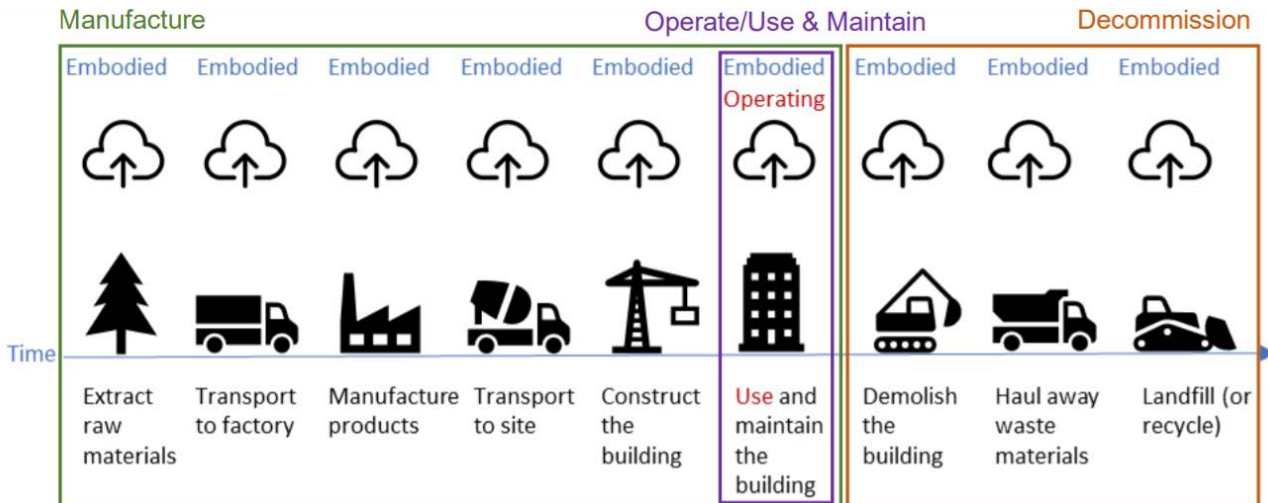 Manufacture
Operate/Use & Maintain
Decommission
Embodied
Embodied
Embodied
Embodied
Embodied
Embodied
Operating
Embodied
Embodied
Embodied
Time
Extract
raw
materials
Transport
to factory
Manufacture
products
Transport
to site
Construct
the
building
Use and
maintain
the
building
Demolish
the
building
Haul away
waste
materials
Landfill (or
recycle)